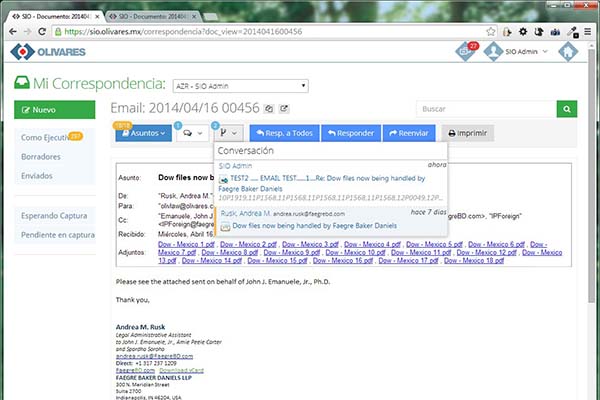 SIO - Documento: 201404
SIO - Documento: 201404
https://sio.olivares.mx/correspondencia?doc_view=2014041600456
OLIVARES
27
SIO Admin
Mi Correspondencia:
AZR - SIO Admin
Nuevo
Email: 2014/04/16 00456
Buscar
Como Ejecutiv
297
Borradores
Enviados
Esperando Captura
Pendiente en captura
Asuntos
1
2
Resp. a Todos
Responder
Reenviar
Imprimir
Conversación
SIO Admin
ahora
TEST2 ..... EMAIL TEST......1....Re: Dow files now being handled by
Faegre Baker Daniels
10P1919,11P1568,11P1568,11P1568,11P1568,12P0049,12P...
Rusk, Andrea M. andrea.rusk@faegrebd.com
hace 7 días
Dow files now being handled by Faegre Baker Daniels
Asunto: Dow files now b
De: "Rusk, Andrea M."
Para: "olivlaw@olivares.c
Cc: "Emanuele, John J
eBD.com>, "IPForeign"
<IPForeign@faegreb
Recibido: Miércoles, Abril 16
Adjuntos: Dow - Mexico 1.pdf , Dow - Mexico 2.pdf , Dow - Mexico 3.pdf , Dow - Mexico 4.pdf , Dow - Mexico 5.pdf , Dow - Mexico 6.pdf , Dow -
Mexico 7.pdf , Dow - Mexico 8.pdf , Dow - Mexico 9.pdf , Dow - Mexico 10.pdf , Dow - Mexico 11.pdf , Dow - Mexico 12.pdf , Dow - Mexico
13.pdf , Dow - Mexico 14.pdf , Dow - Mexico 15.pdf , Dow - Mexico 16.pdf , Dow - Mexico 17.pdf , Dow - Mexico 18.pdf
Please see the attached sent on behalf of John J. Emanuele, Jr., Ph.D.
Thank you,
Andrea M. Rusk
Legal Administrative Assistant
to John J. Emanuele, Jr., Amie Peele Carter
and Spordha Soraho
andrea.rusk@FaegreBD.com
Direct: +1 317 237 1209
FaegreBD.com Download vCard
FAEGRE BAKER DANIELS LLP
300 N. Meridian Street
Suite 2700
Indianapolis, IN 46204, USA